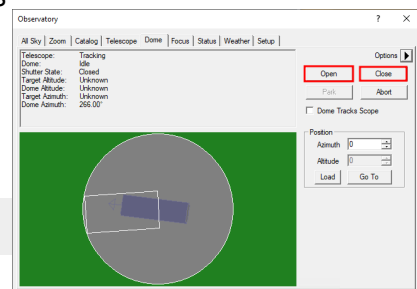 Observatory ? ×
All Sky Zoom Catalog Telescope Dome Focus Status Weather Setup
Telescope: Tracking
Dome: Idle
Shutter State: Closed
Target Altitude: Unknown
Dome Altitude: Unknown
Target Azimuth: Unknown
Dome Azimuth: 266.00°
Options
Open Close
Park Abort
Dome Tracks Scope
Position
Azimuth 0
Altitude 0
Load Go To